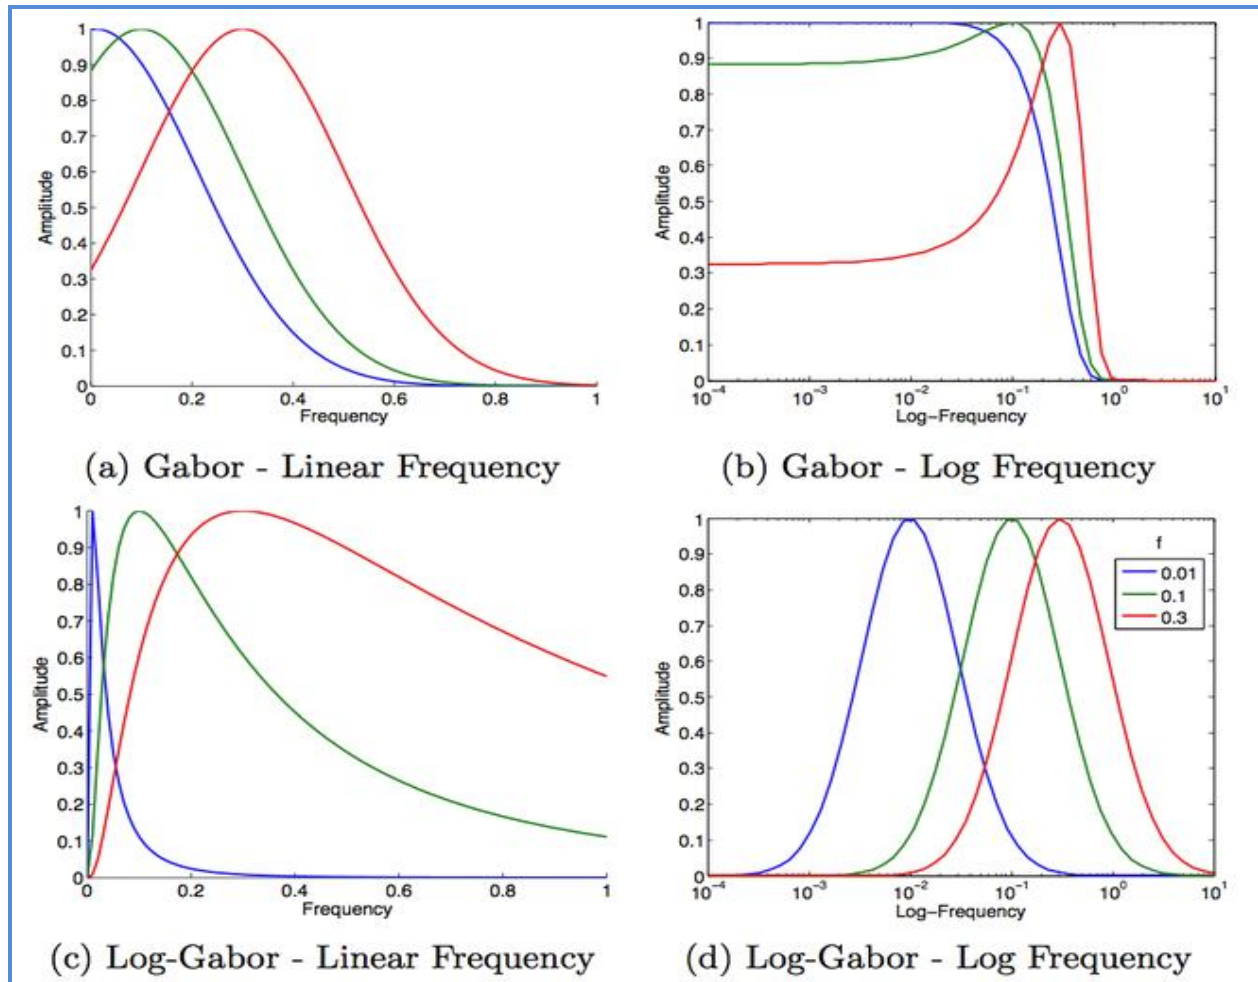 1
0.9
0.8
0.7
0.6
0.5
0.4
0.3
0.2
0.1
0
Amplitude
0 0.2 0.4 0.6 0.8 1
Frequency
(a) Gabor - Linear Frequency
1
0.9
0.8
0.7
0.6
0.5
0.4
0.3
0.2
0.1
0
Amplitude
10⁻⁴ 10⁻³ 10⁻² 10⁻¹ 10⁰ 10¹
Log-Frequency
(b) Gabor - Log Frequency
1
0.9
0.8
0.7
0.6
0.5
0.4
0.3
0.2
0.1
0
Amplitude
0 0.2 0.4 0.6 0.8 1
Frequency
(c) Log-Gabor - Linear Frequency
1
0.9
0.8
0.7
0.6
0.5
0.4
0.3
0.2
0.1
0
Amplitude
f
0.01
0.1
0.3
10⁻⁴ 10⁻³ 10⁻² 10⁻¹ 10⁰ 10¹
Log-Frequency
(d) Log-Gabor - Log Frequency